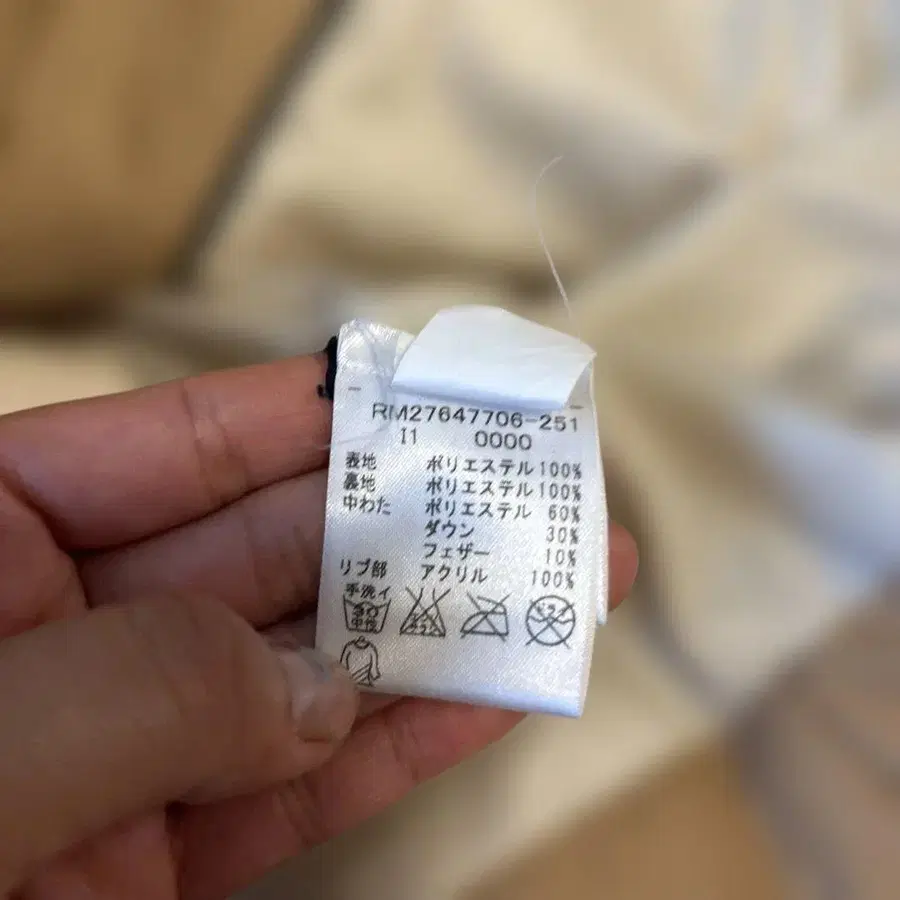 RM27647706-251
I1 0000
表地 ポリエステル100%
裏地 ポリエステル100%
中わた ポリエステル 60%
ダウン 30%
フェザー 10%
リブ部 アクリル 100%
手洗イ
中性